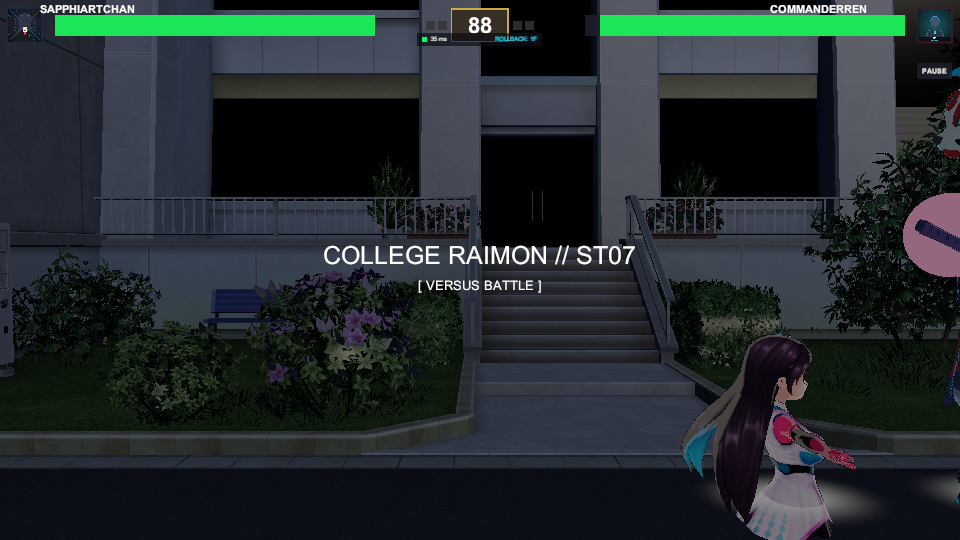 SAPPHIARTCHAN
88
COMMANDERREN
35 ms
ROLLBACK: 1F
PAUSE
COLLEGE RAIMON // ST07
[ VERSUS BATTLE ]